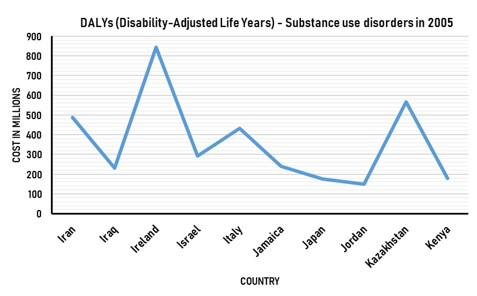 DALYs (Disability-Adjusted Life Years) - Substance use disorders in 2005
900
800
700
600
500
400
300
200
100
0
COST IN MILLIONS
Iran
Iraq
Ireland
Israel
Italy
Jamaica
Japan
Jordan
Kazakhstan
Kenya
COUNTRY